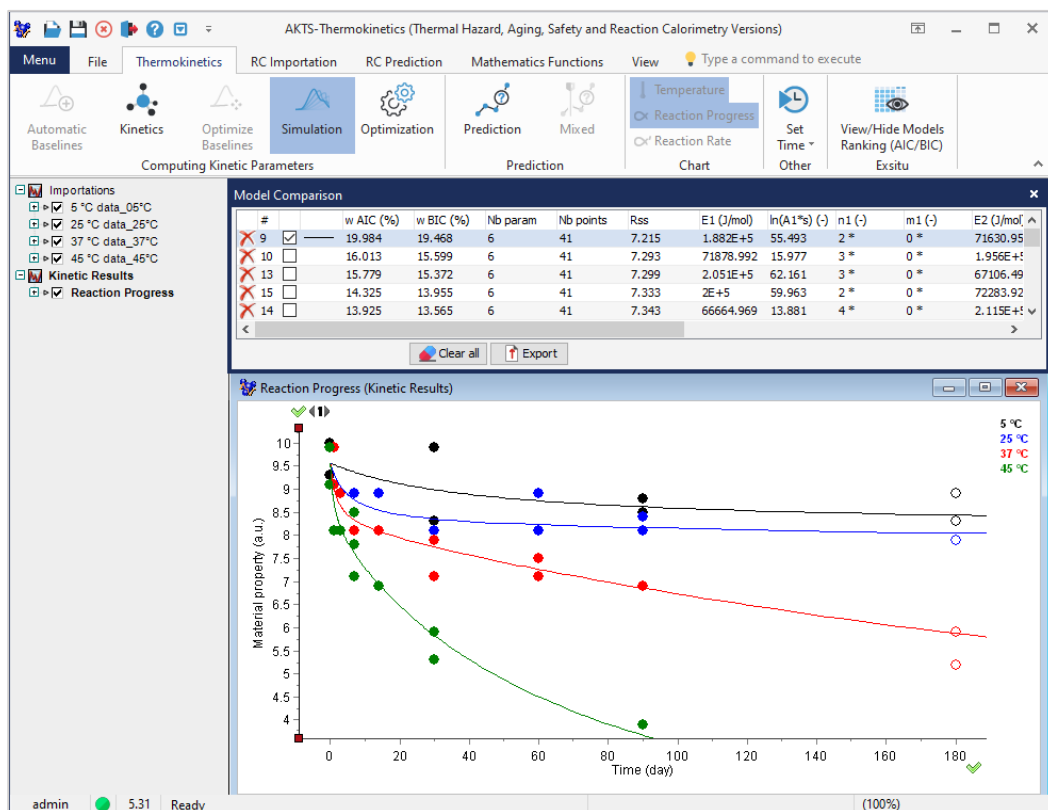 AKTS-Thermokinetics (Thermal Hazard, Aging, Safety and Reaction Calorimetry Versions)
Menu File Thermokinetics RC Importation RC Prediction Mathematics Functions View Type a command to execute
Automatic Baselines
Kinetics
Optimize Baselines
Simulation
Optimization
Computing Kinetic Parameters
Prediction
Mixed
Prediction
Temperature
α Reaction Progress
α' Reaction Rate
Chart
Set Time
Other
View/Hide Models Ranking (AIC/BIC)
Exsitu
Importations
5 °C data_05°C
25 °C data_25°C
37 °C data_37°C
45 °C data_45°C
Kinetic Results
Reaction Progress
Model Comparison
# w AIC (%) w BIC (%) Nb param Nb points Rss E1 (J/mol) ln(A1*s) (-) n1 (-) m1 (-) E2 (J/mol
9 19.984 19.468 6 41 7.215 1.882E+5 55.493 2 * 0 * 71630.95
10 16.013 15.599 6 41 7.293 71878.992 15.977 3 * 0 * 1.956E+5
13 15.779 15.372 6 41 7.299 2.051E+5 62.161 3 * 0 * 67106.49
15 14.325 13.955 6 41 7.333 2E+5 59.963 2 * 0 * 72283.92
14 13.925 13.565 6 41 7.343 66664.969 13.881 4 * 0 * 2.115E+5
Clear all Export
Reaction Progress (Kinetic Results)
1
5 °C
25 °C
37 °C
45 °C
Material property (a.u.)
10
9.5
9
8.5
8
7.5
7
6.5
6
5.5
5
4.5
4
0 20 40 60 80 100 120 140 160 180
Time (day)
admin 5.31 Ready (100%)